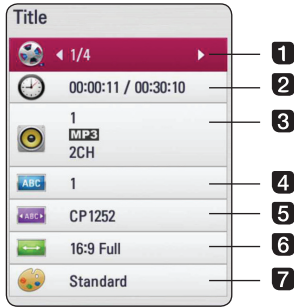 Title
1/4
1
00:00:11 / 00:30:10
2
1
MP3
2CH
3
ABC
1
4
ABC
CP1252
5
16:9 Full
6
Standard
7